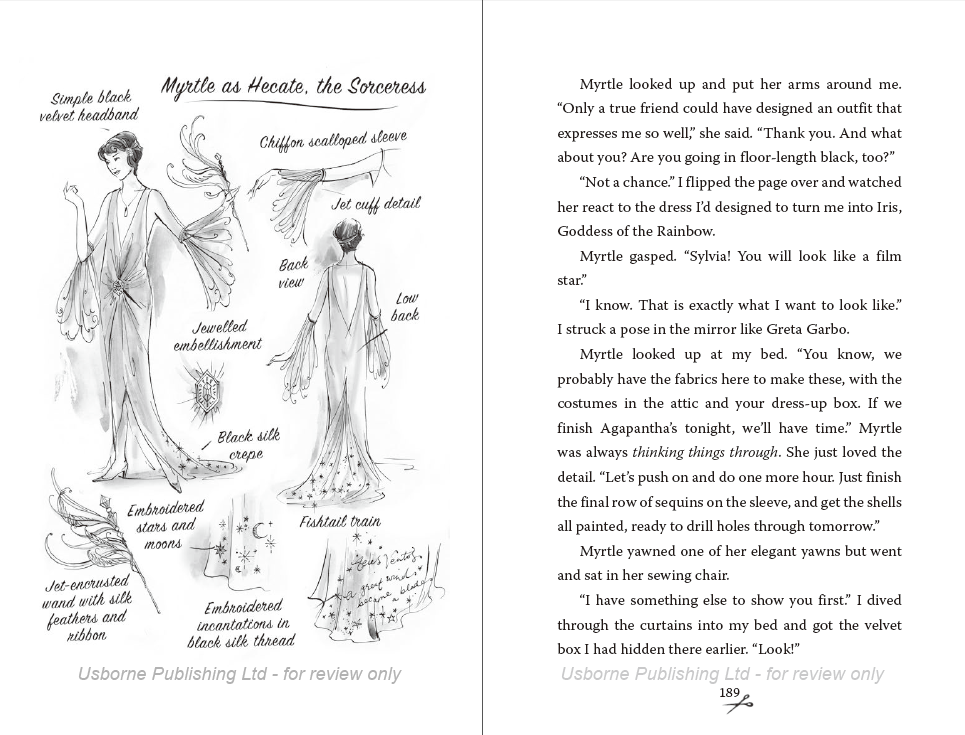 Myrtle as Hecate, the Sorceress
Simple black
velvet headband
Chiffon scalloped sleeve
Jet cuff detail
Back
view
Low
back
Jewelled
embellishment
Black silk
crepe
Embroidered
stars and
moons
Fishtail train
Jet-encrusted
wand with silk
feathers and
ribbon
Embroidered
incantations in
black silk thread
a great wind
Usborne Publishing Ltd - for review only
Myrtle looked up and put her arms around me.
“Only a true friend could have designed an outfit that
expresses me so well,” she said. “Thank you. And what
about you? Are you going in floor-length black, too?”
“Not a chance.” I flipped the page over and watched
her react to the dress I’d designed to turn me into Iris,
Goddess of the Rainbow.
Myrtle gasped. “Sylvia! You will look like a film
star.”
“I know. That is exactly what I want to look like.”
I struck a pose in the mirror like Greta Garbo.
Myrtle looked up at my bed. “You know, we
probably have the fabrics here to make these, with the
costumes in the attic and your dress-up box. If we
finish Agapantha’s tonight, we’ll have time.” Myrtle
was always thinking things through. She just loved the
detail. “Let’s push on and do one more hour. Just finish
the final row of sequins on the sleeve, and get the shells
all painted, ready to drill holes through tomorrow.”
Myrtle yawned one of her elegant yawns but went
and sat in her sewing chair.
“I have something else to show you first.” I dived
through the curtains into my bed and got the velvet
box I had hidden there earlier. “Look!”
Usborne Publishing Ltd - for review only
189